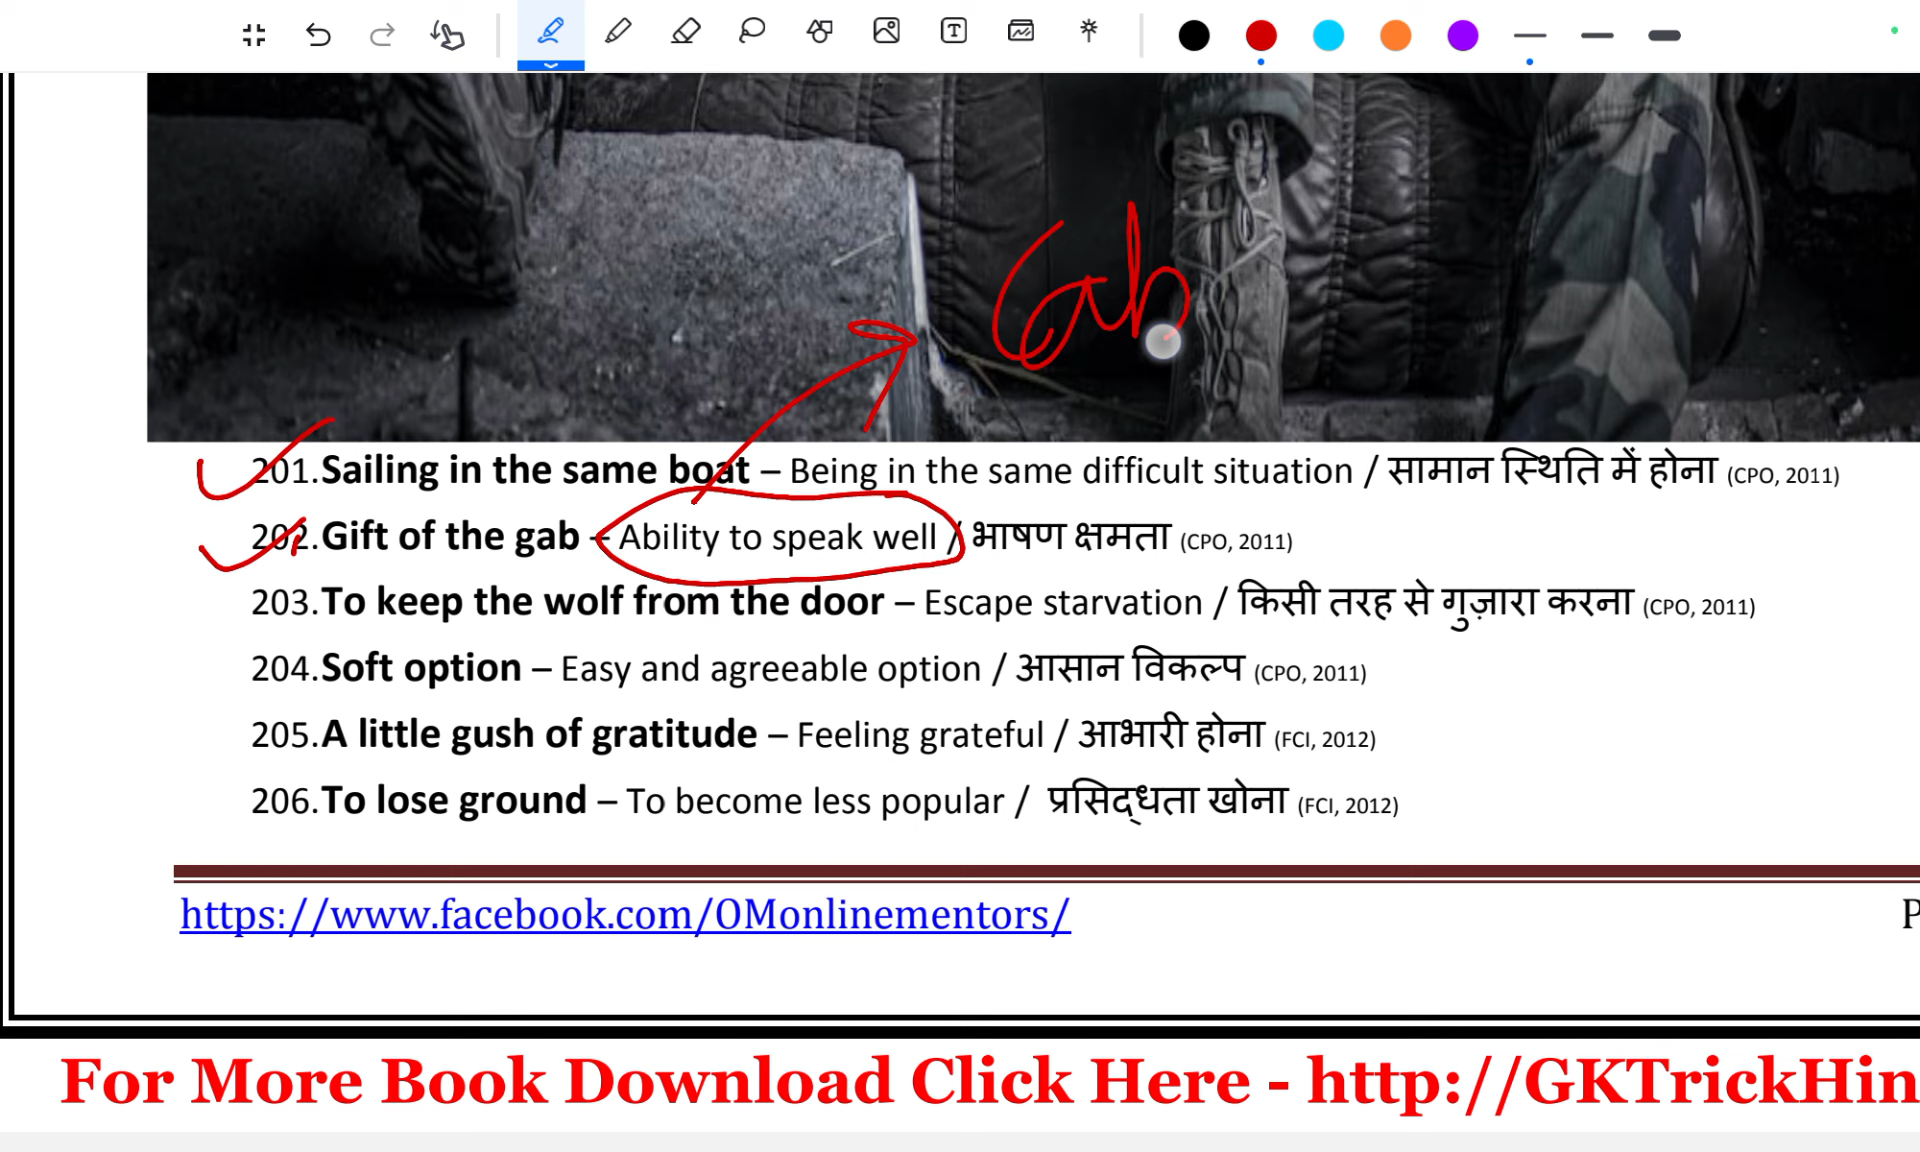 Gab
201.Sailing in the same boat – Being in the same difficult situation / सामान स्थिति में होना (CPO, 2011)
202.Gift of the gab – Ability to speak well / भाषण क्षमता (CPO, 2011)
203.To keep the wolf from the door – Escape starvation / किसी तरह से गुज़ारा करना (CPO, 2011)
204.Soft option – Easy and agreeable option / आसान विकल्प (CPO, 2011)
205.A little gush of gratitude – Feeling grateful / आभारी होना (FCI, 2012)
206.To lose ground – To become less popular / प्रसिद्धता खोना (FCI, 2012)
https://www.facebook.com/OMonlinementors/ P
For More Book Download Click Here - http://GKTrickHin